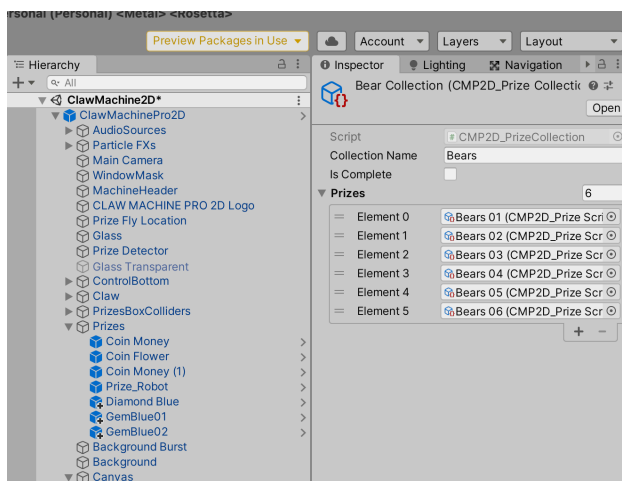 ersonal (Personal) <Metal> <Rosetta>
Preview Packages in Use
Account
Layers
Layout
Hierarchy
All
ClawMachine2D*
ClawMachinePro2D
AudioSources
Particle FXs
Main Camera
WindowMask
MachineHeader
CLAW MACHINE PRO 2D Logo
Prize Fly Location
Glass
Prize Detector
Glass Transparent
ControlBottom
Claw
PrizesBoxColliders
Prizes
Coin Money
Coin Flower
Coin Money (1)
Prize_Robot
Diamond Blue
GemBlue01
GemBlue02
Background Burst
Background
Canvas
Inspector
Lighting
Navigation
Bear Collection (CMP2D_Prize Collectic
Open
Script
# CMP2D_PrizeCollection
Collection Name
Bears
Is Complete
Prizes
6
Element 0
Bears 01 (CMP2D_Prize Scri
Element 1
Bears 02 (CMP2D_Prize Scr
Element 2
Bears 03 (CMP2D_Prize Scr
Element 3
Bears 04 (CMP2D_Prize Scr
Element 4
Bears 05 (CMP2D_Prize Scr
Element 5
Bears 06 (CMP2D_Prize Scr